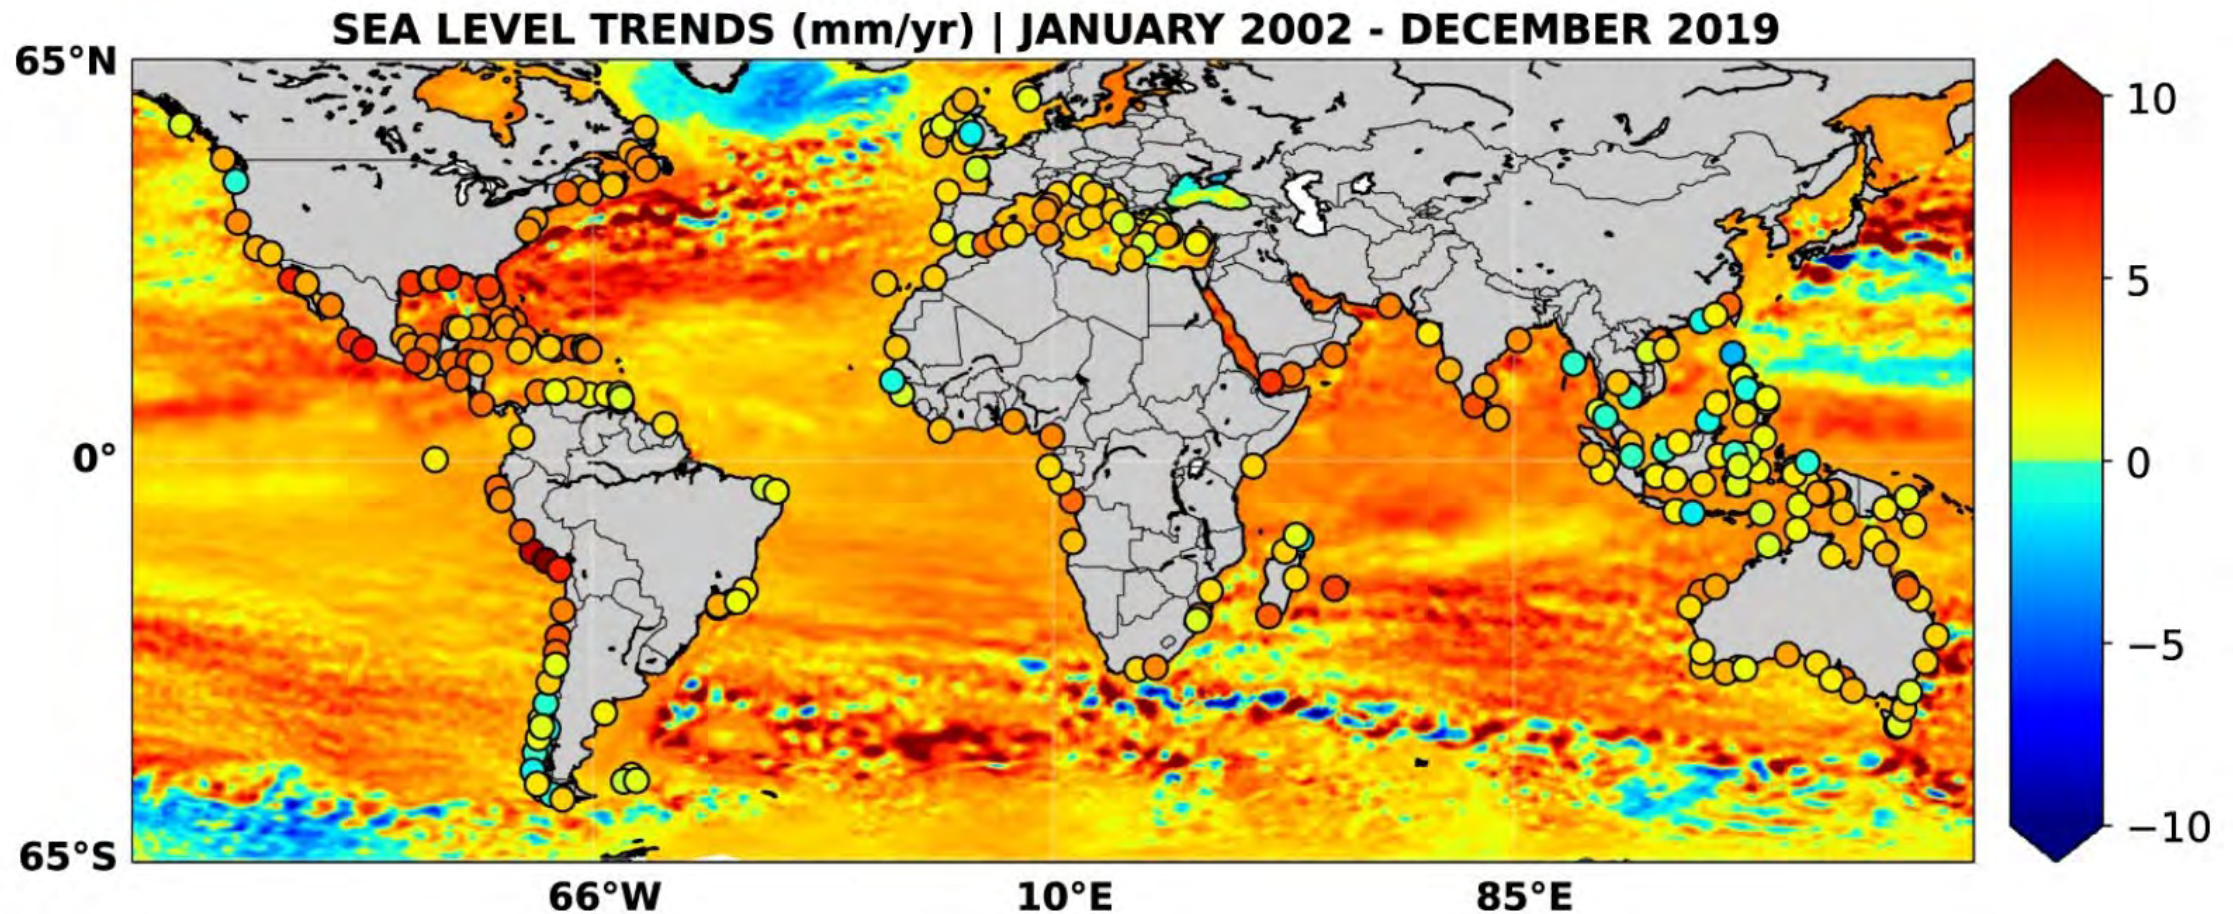 SEA LEVEL TRENDS (mm/yr) | JANUARY 2002 - DECEMBER 2019
65°N
0°
65°S
66°W
10°E
85°E
10
5
0
−5
−10